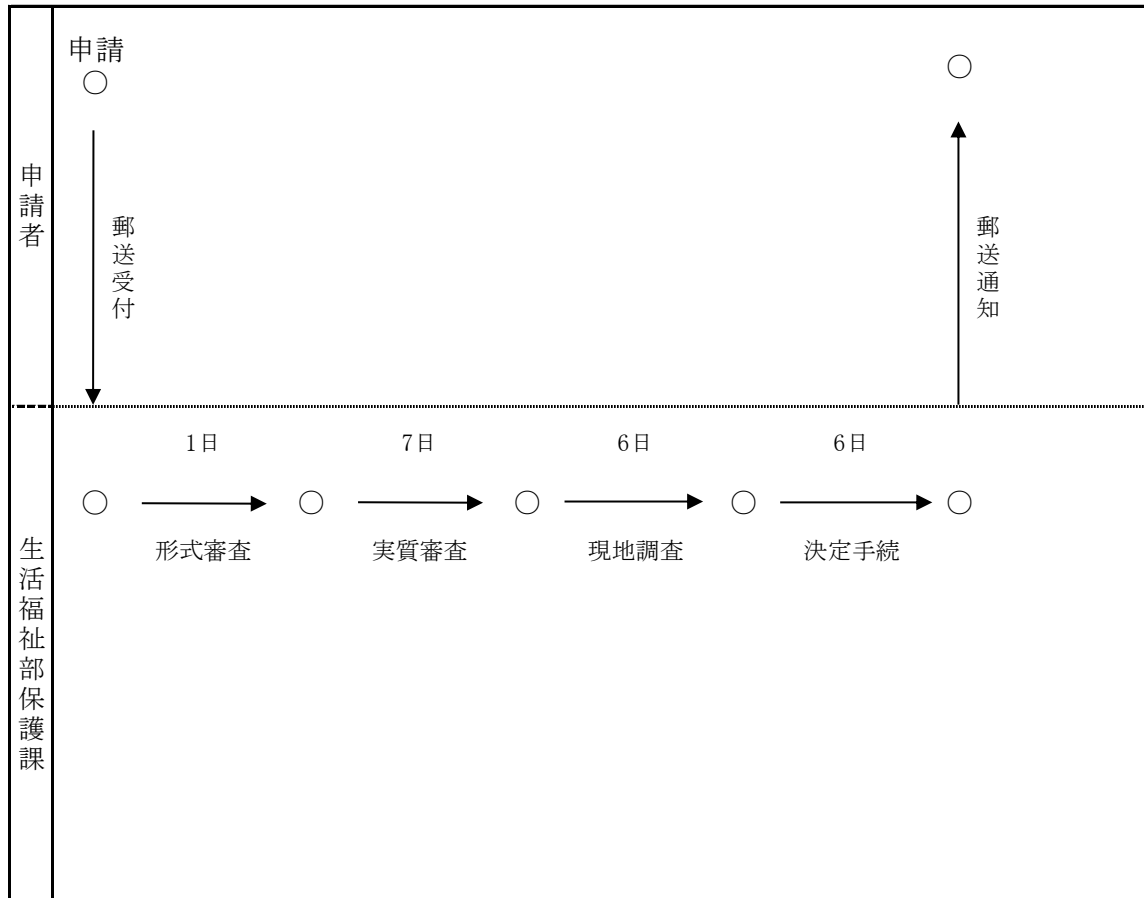 申請
申請者
郵送受付
郵送通知
1日
7日
6日
6日
形式審査
実質審査
現地調査
決定手続
生活福祉部保護課